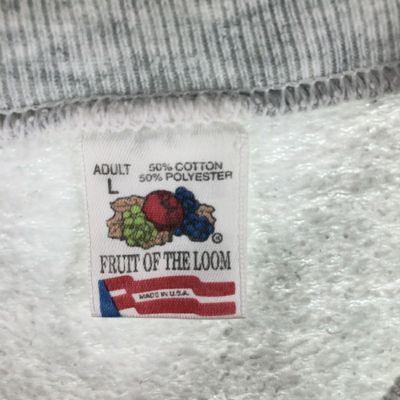 ADULT
L
50% COTTON
50% POLYESTER
®
FRUIT OF THE LOOM
MADE IN U.S.A.